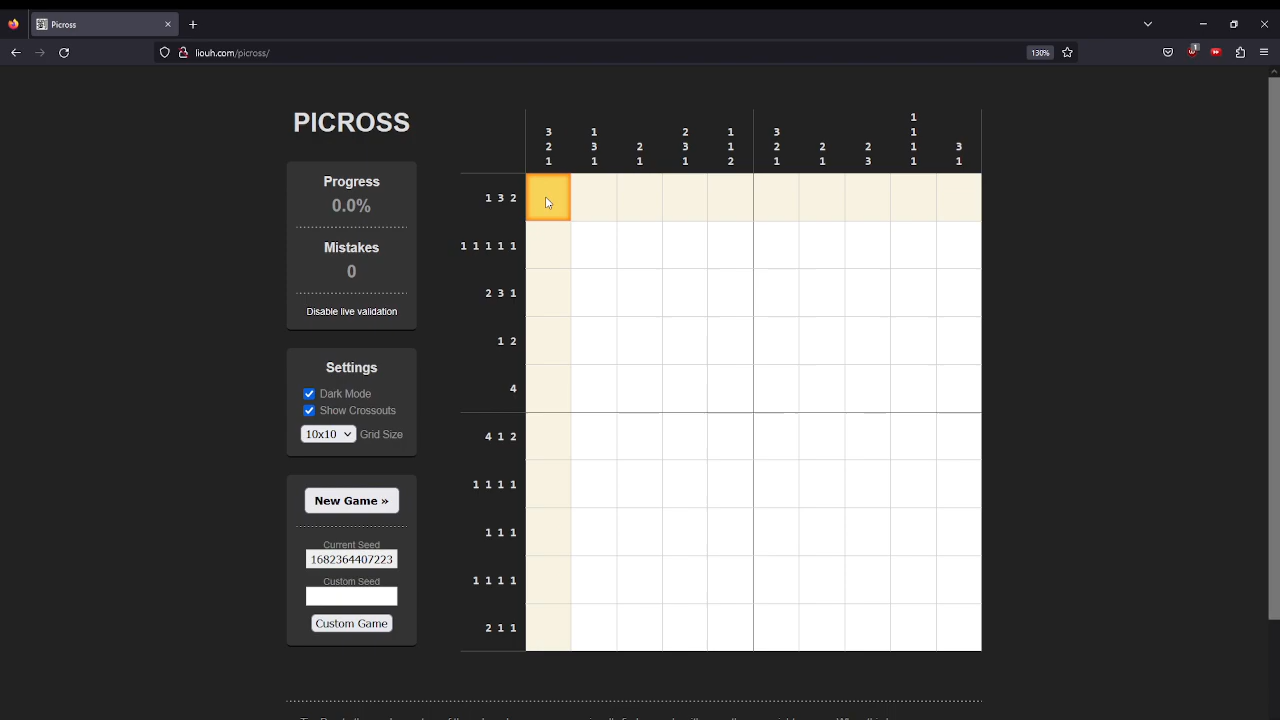 Picross
liouh.com/picross/
130%
1
PICROSS
Progress
0.0%
Mistakes
0
Disable live validation
Settings
Dark Mode
Show Crossouts
10x10 Grid Size
New Game »
Current Seed
1682364407223
Custom Seed
Custom Game
1
3 1 2 1 3 1 3
2 3 2 3 1 2 2 2 1 3
1 1 1 1 2 1 1 3 1 1
1 3 2
1 1 1 1 1
2 3 1
1 2
4
4 1 2
1 1 1 1
1 1 1
1 1 1 1
2 1 1